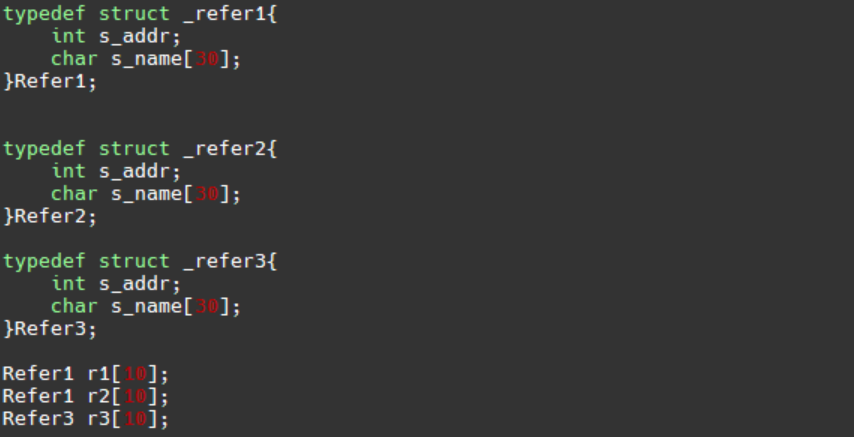 typedef struct _refer1{
    int s_addr;
    char s_name[30];
}Refer1;
typedef struct _refer2{
    int s_addr;
    char s_name[30];
}Refer2;
typedef struct _refer3{
    int s_addr;
    char s_name[30];
}Refer3;
Refer1 r1[10];
Refer1 r2[10];
Refer3 r3[10];